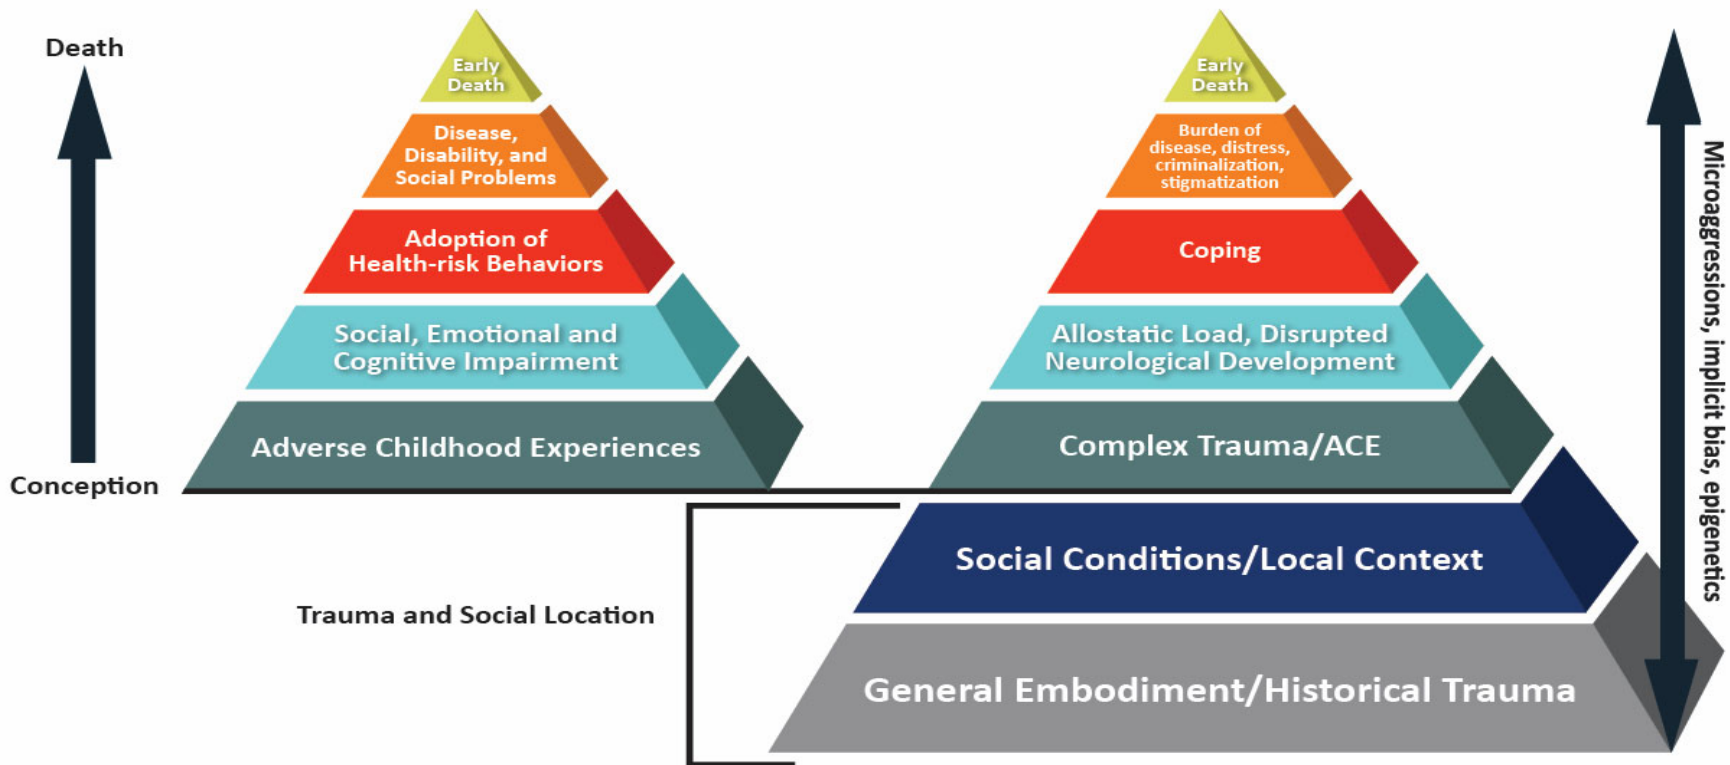 Death
Conception
Early
Death
Disease,
Disability, and
Social Problems
Adoption of
Health-risk Behaviors
Social, Emotional and
Cognitive Impairment
Adverse Childhood Experiences
Early
Death
Burden of
disease, distress,
criminalization,
stigmatization
Coping
Allostatic Load, Disrupted
Neurological Development
Complex Trauma/ACE
Social Conditions/Local Context
General Embodiment/Historical Trauma
Trauma and Social Location
Microaggressions, implicit bias, epigenetics